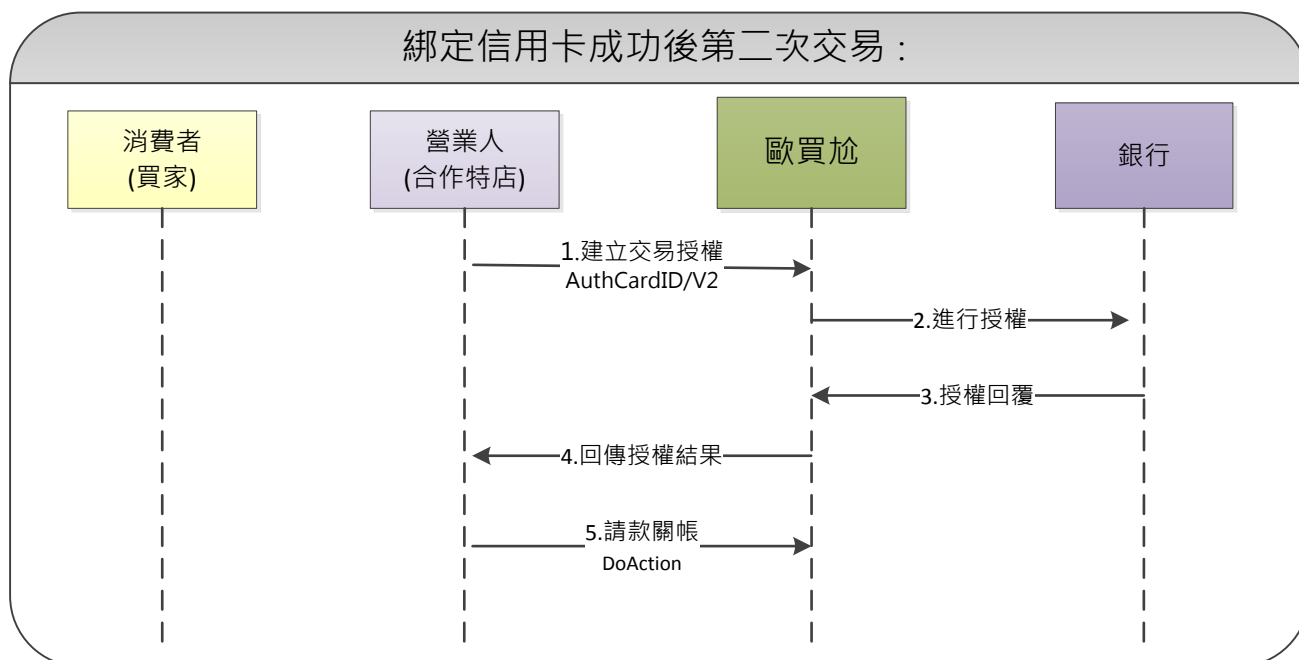 綁定信用卡成功後第二次交易：
消費者
(買家)
營業人
(合作特店)
歐買尬
銀行
1.建立交易授權
AuthCardID/V2
2.進行授權
3.授權回覆
4.回傳授權結果
5.請款關帳
DoAction